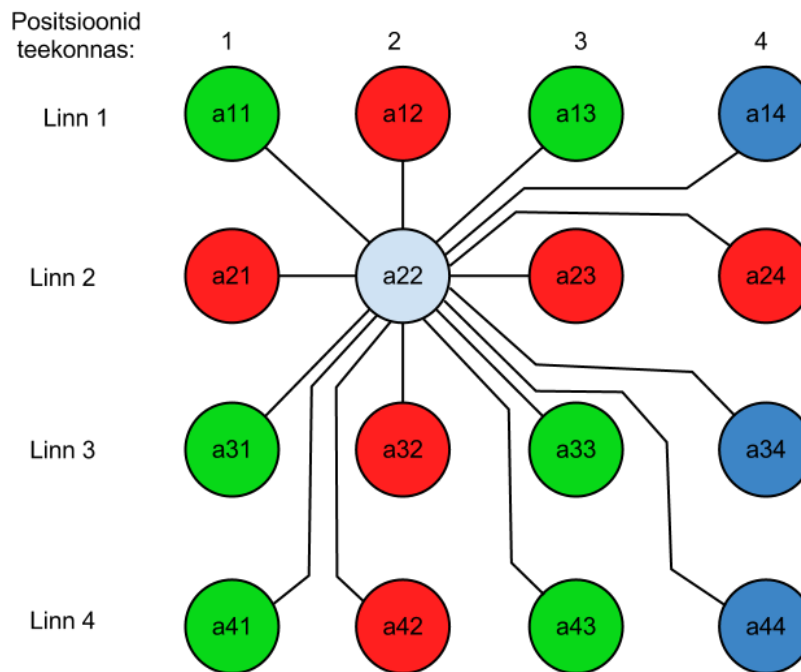 Positsioonid
teekonnas:
1 2 3 4
Linn 1 a11 a12 a13 a14
Linn 2 a21 a22 a23 a24
Linn 3 a31 a32 a33 a34
Linn 4 a41 a42 a43 a44